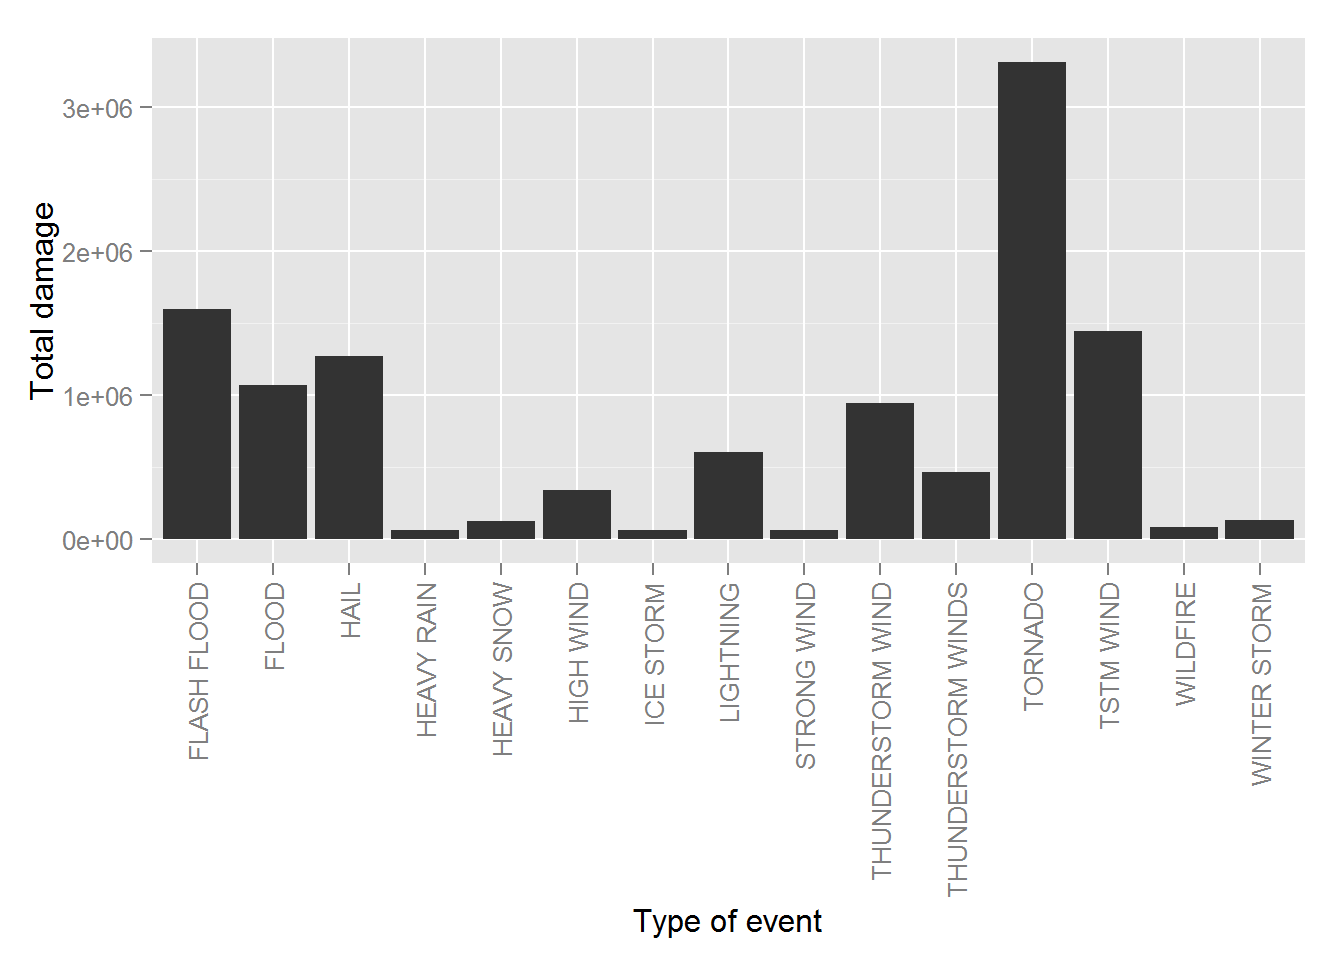 Total damage
3e+06
2e+06
1e+06
0e+00
FLASH FLOOD
FLOOD
HAIL
HEAVY RAIN
HEAVY SNOW
HIGH WIND
ICE STORM
LIGHTNING
STRONG WIND
THUNDERSTORM WIND
THUNDERSTORM WINDS
TORNADO
TSTM WIND
WILDFIRE
WINTER STORM
Type of event